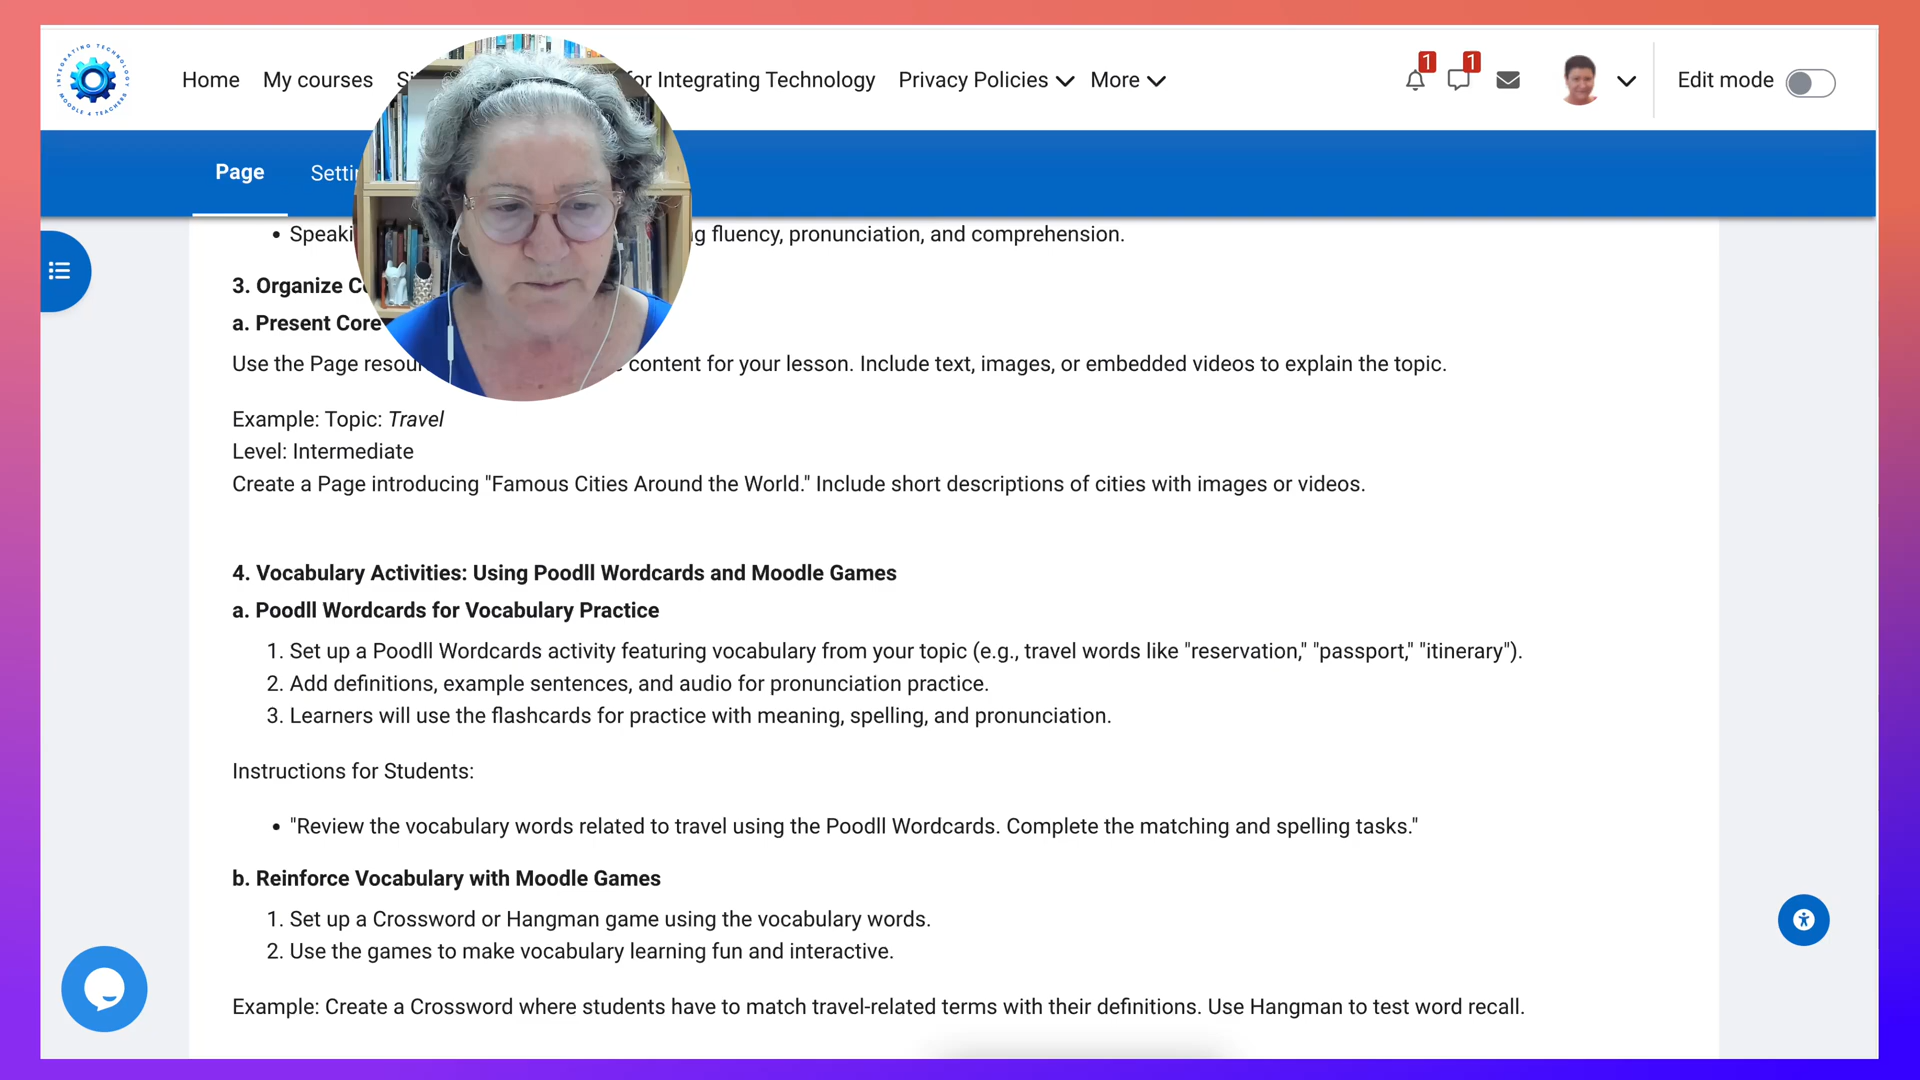 INTEGRATING TECHNOLOGY
MOODLE 4 TEACHERS
Home My courses for Integrating Technology Privacy Policies More 1 1 Edit mode
Page
fluency, pronunciation, and comprehension.
3. Organize
a. Present Core
Use the Page content for your lesson. Include text, images, or embedded videos to explain the topic.
Example: Topic: Travel
Level: Intermediate
Create a Page introducing "Famous Cities Around the World." Include short descriptions of cities with images or videos.
4. Vocabulary Activities: Using Poodll Wordcards and Moodle Games
a. Poodll Wordcards for Vocabulary Practice
1. Set up a Poodll Wordcards activity featuring vocabulary from your topic (e.g., travel words like "reservation," "passport," "itinerary").
2. Add definitions, example sentences, and audio for pronunciation practice.
3. Learners will use the flashcards for practice with meaning, spelling, and pronunciation.
Instructions for Students:
• "Review the vocabulary words related to travel using the Poodll Wordcards. Complete the matching and spelling tasks."
b. Reinforce Vocabulary with Moodle Games
1. Set up a Crossword or Hangman game using the vocabulary words.
2. Use the games to make vocabulary learning fun and interactive.
Example: Create a Crossword where students have to match travel-related terms with their definitions. Use Hangman to test word recall.